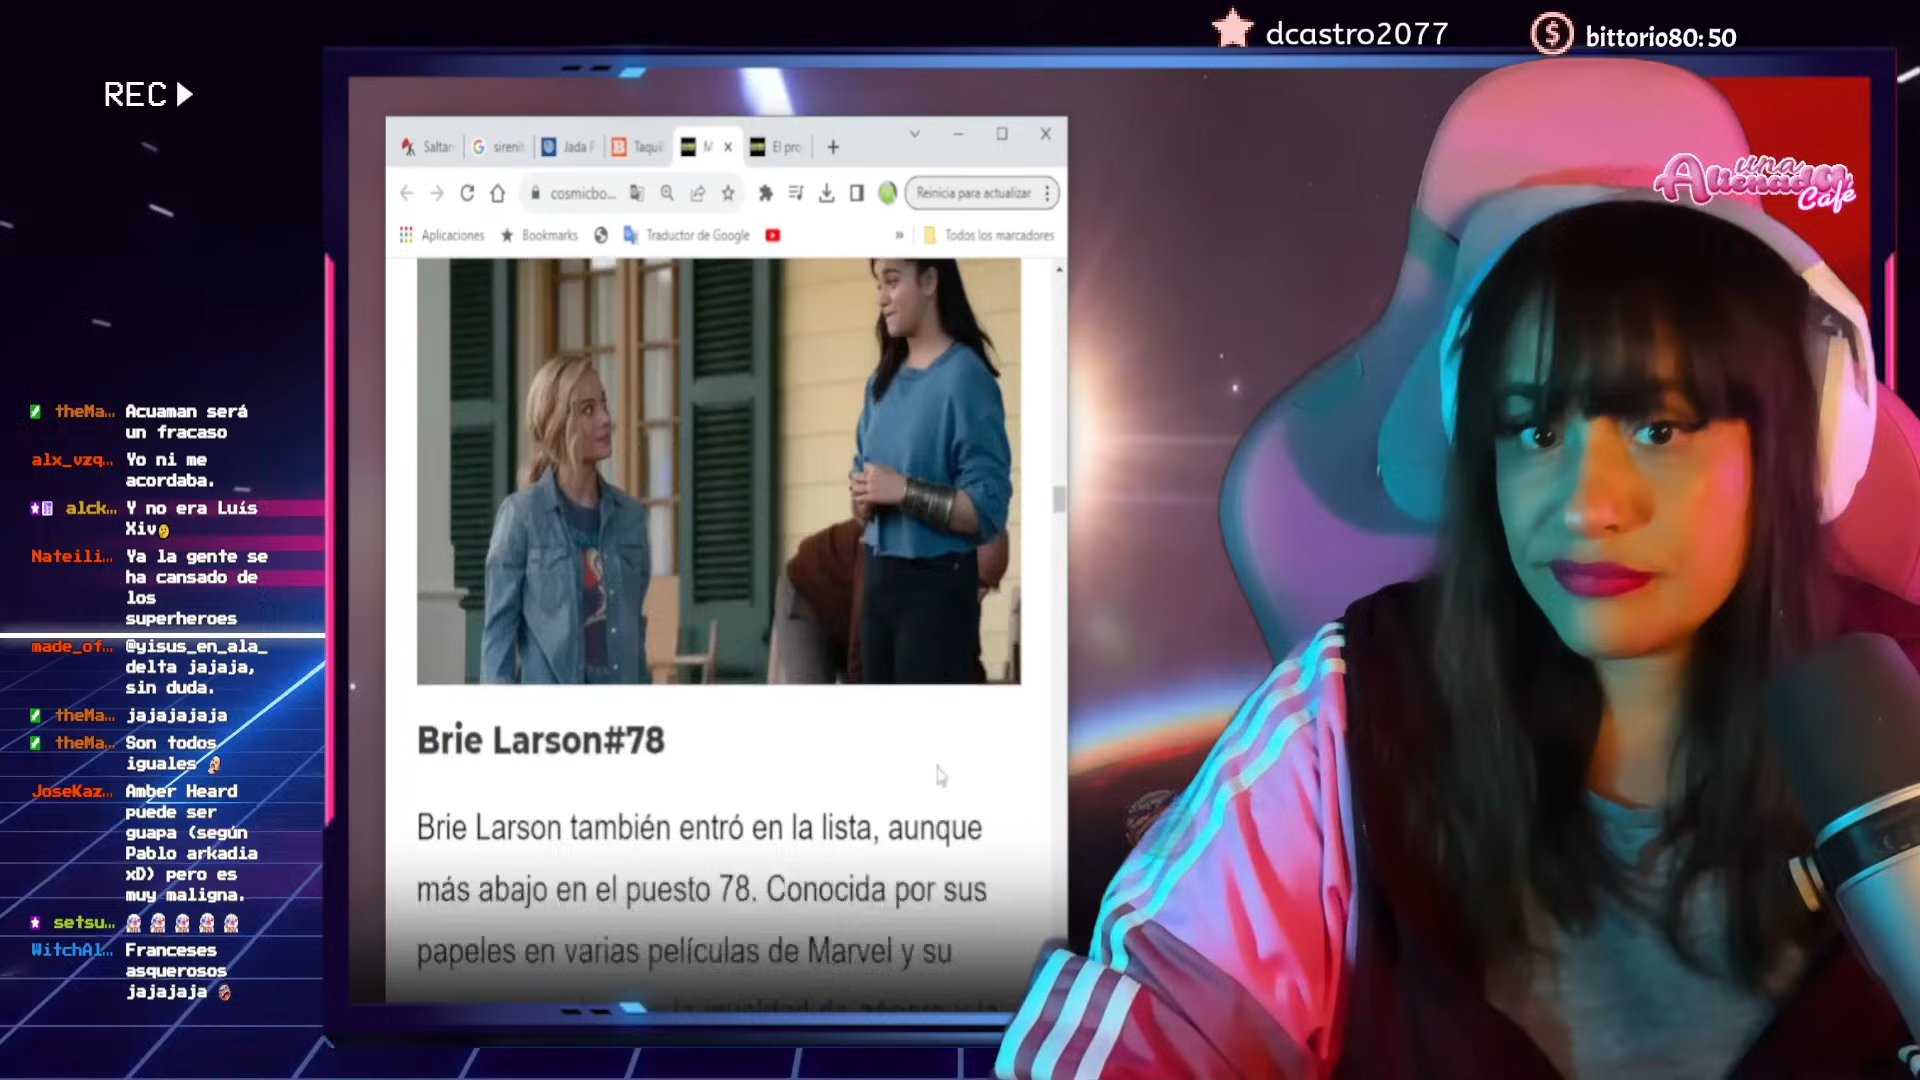 dcastro2077
bittorio80: 50
REC
una
Alienada
Café
Saltar
sirenit
Jada P
Taquil
M
El pro
cosmicbo...
Reinicia para actualizar
Aplicaciones
Bookmarks
Traductor de Google
»
Todos los marcadores
Brie Larson#78
Brie Larson también entró en la lista, aunque
más abajo en el puesto 78. Conocida por sus
papeles en varias películas de Marvel y su
theMa… Acuaman será
un fracaso
alx_vzq… Yo ni me
acordaba.
alck… Y no era Luís
Xiv
Nateili… Ya la gente se
ha cansado de
los
superheroes
made_of… @yisus_en_ala_
delta jajaja,
sin duda.
theMa… jajajajaja
theMa… Son todos
iguales
JoseKaz… Amber Heard
puede ser
guapa (según
Pablo arkadia
xD) pero es
muy maligna.
setsu…
WitchAl… Franceses
asquerosos
jajajaja